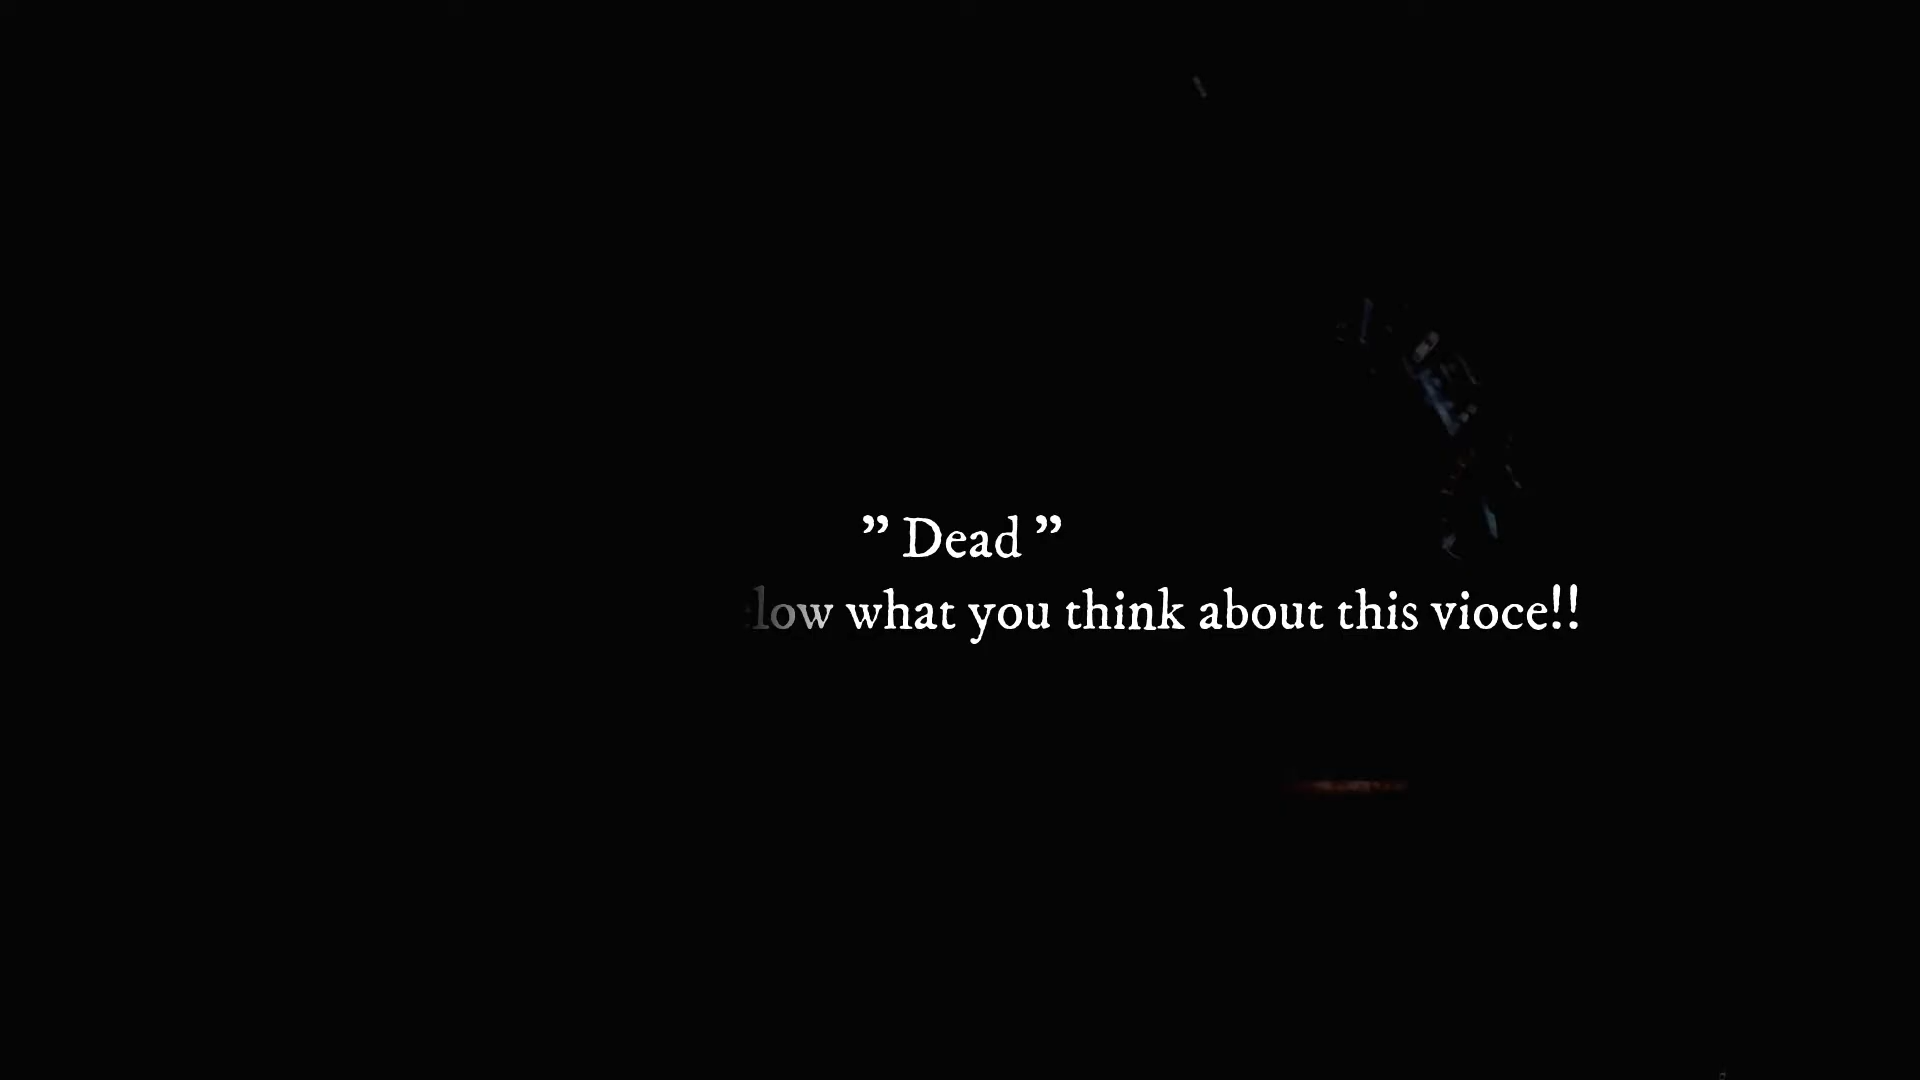 ” Dead ”
low what you think about this vioce!!